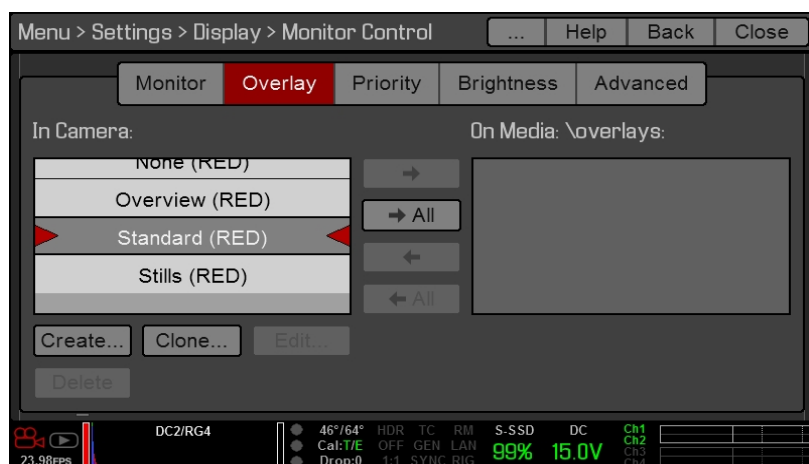 Menu > Settings > Display > Monitor Control ... Help Back Close
Monitor Overlay Priority Brightness Advanced
In Camera: On Media: \overlays:
None (RED)
Overview (RED)
→ All
Standard (RED)
Stills (RED)
← All
Create... Clone... Edit...
Delete
DC2/RG4 46°/64° HDR TC RM S-SSD DC Ch1
Cal:T/E OFF GEN LAN 99% 15.0V Ch2
Ch3
23.98FPS Drop:0 1:1 SYNC RIG Ch4